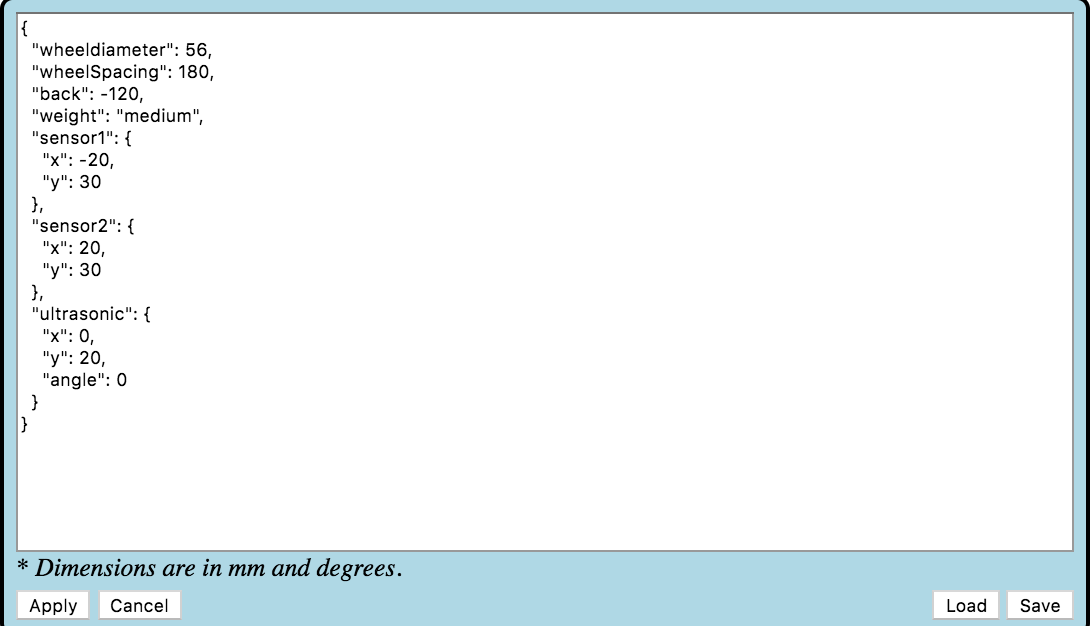 {
"wheeldiameter": 56,
"wheelSpacing": 180,
"back": -120,
"weight": "medium",
"sensor1": {
"x": -20,
"y": 30
},
"sensor2": {
"x": 20,
"y": 30
},
"ultrasonic": {
"x": 0,
"y": 20,
"angle": 0
}
}
* Dimensions are in mm and degrees.
Apply Cancel Load Save